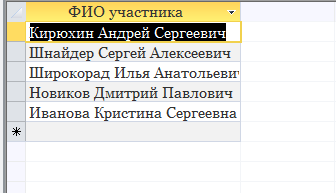 ФИО участника
Кирюхин Андрей Сергеевич
Шнайдер Сергей Алексеевич
Широкорад Илья Анатольевич
Новиков Дмитрий Павлович
Иванова Кристина Сергеевна